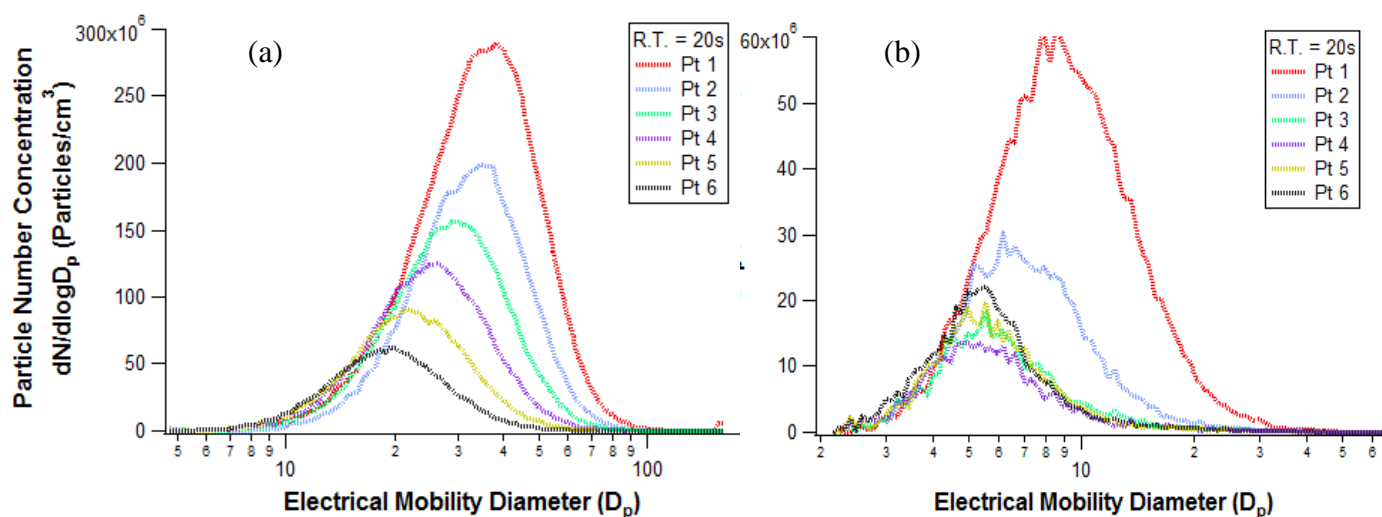 Particle Number Concentration
dN/dlogDp (Particles/cm3)
300x10^6
250
200
150
100
50
0
(a)
R.T. = 20s
Pt 1
Pt 2
Pt 3
Pt 4
Pt 5
Pt 6
5 6 7 8 9 10 2 3 4 5 6 7 8 9 100
Electrical Mobility Diameter (Dp)
60x10^6
50
40
30
20
10
0
(b)
R.T. = 20s
Pt 1
Pt 2
Pt 3
Pt 4
Pt 5
Pt 6
2 3 4 5 6 7 8 9 10 2 3 4 5 6
Electrical Mobility Diameter (Dp)